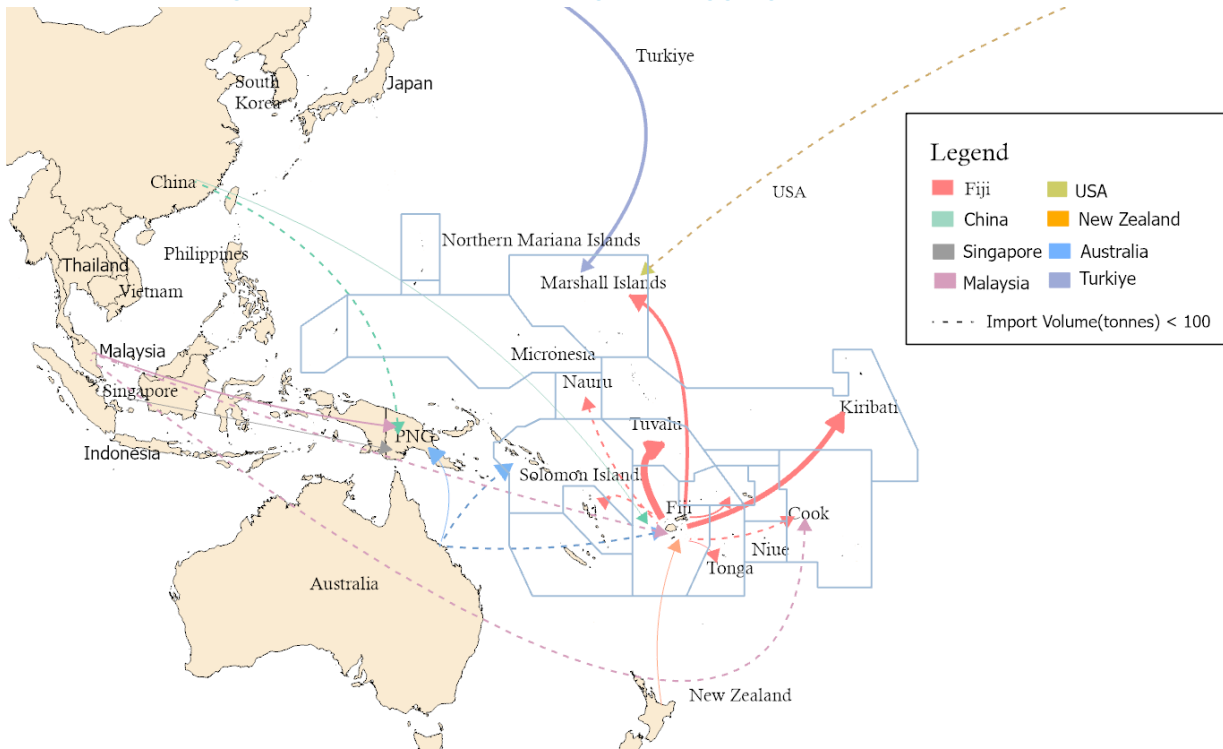 Turkiye
South
Korea
Japan
China
USA
Philippines
Northern Mariana Islands
Thailand
Vietnam
Marshall Islands
Malaysia
Micronesia
Singapore
Nauru
Kiribati
PNG
Tuvalu
Indonesia
Solomon Island
Fiji
Cook
Niue
Tonga
Australia
New Zealand
Legend
Fiji
USA
China
New Zealand
Singapore
Australia
Malaysia
Turkiye
Import Volume(tonnes) < 100